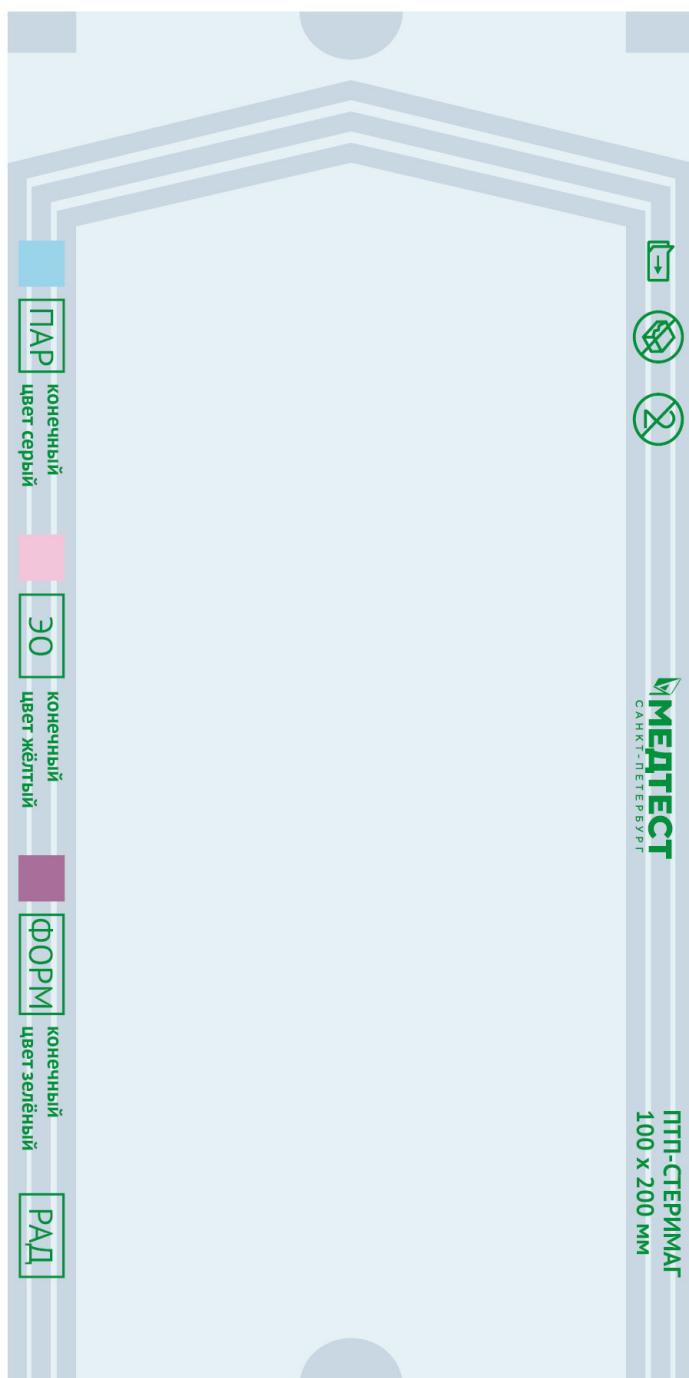 ПАР
конечный
цвет серый
ЭО
конечный
цвет жёлтый
ФОРМ
конечный
цвет зелёный
РАД
МЕДТЕСТ
САНКТ-ПЕТЕРБУРГ
ПТП-СТЕРИМАГ
100 х 200 мм